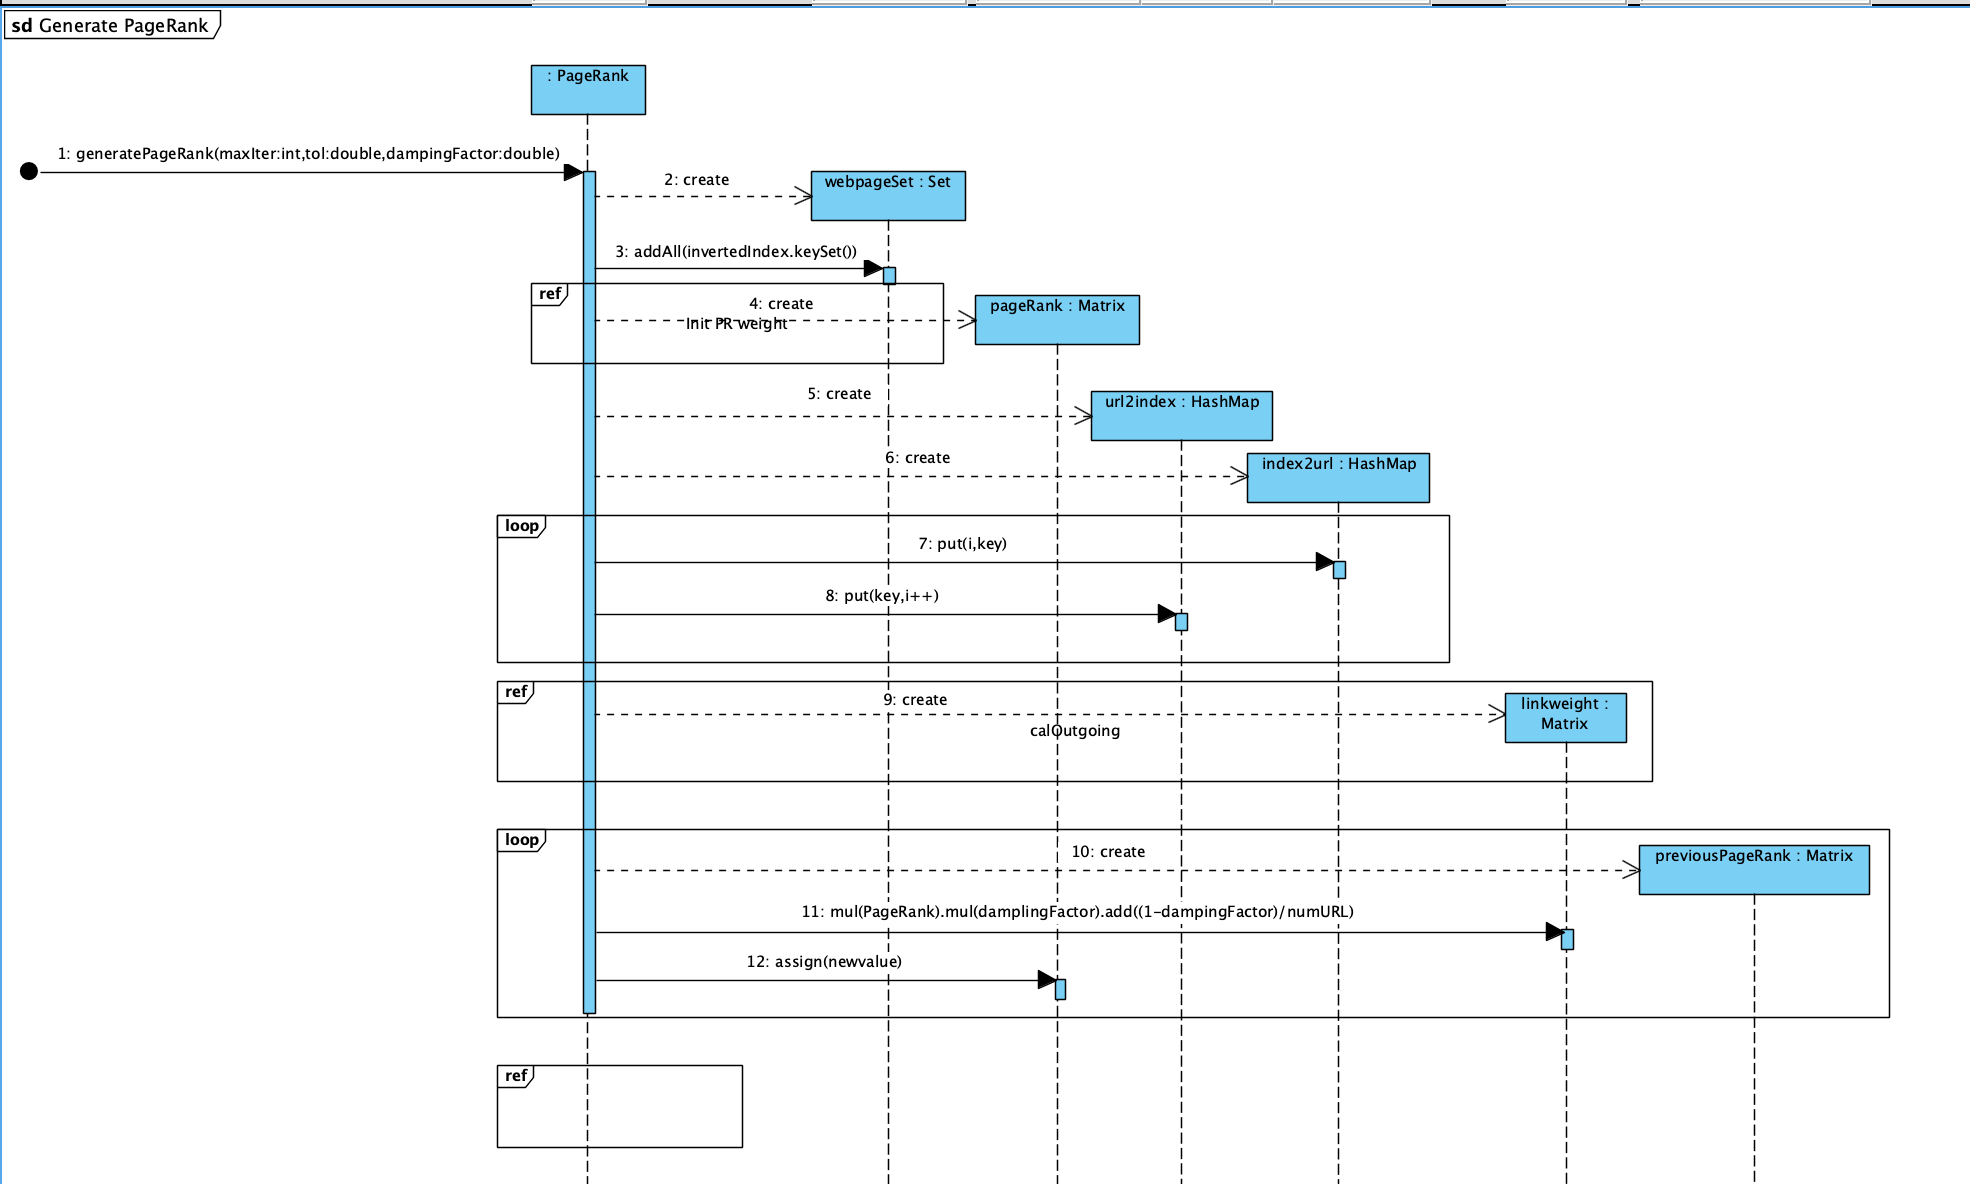 sd Generate PageRank
: PageRank
1: generatePageRank(maxIter:int,tol:double,dampingFactor:double)
2: create
webpageSet : Set
3: addAll(invertedIndex.keySet())
ref
4: create
Init PR weight
pageRank : Matrix
5: create
url2index : HashMap
6: create
index2url : HashMap
loop
7: put(i,key)
8: put(key,i++)
ref
9: create
linkweight :
Matrix
calOutgoing
loop
10: create
previousPageRank : Matrix
11: mul(PageRank).mul(damplingFactor).add((1-dampingFactor)/numURL)
12: assign(newvalue)
ref